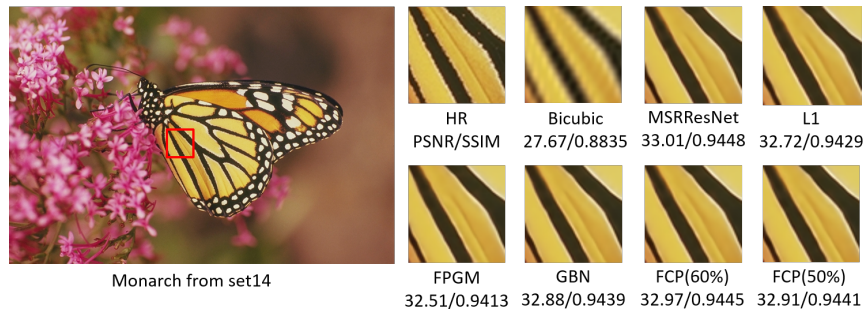 HR
PSNR/SSIM
Bicubic
27.67/0.8835
MSRResNet
33.01/0.9448
L1
32.72/0.9429
Monarch from set14
FPGM
32.51/0.9413
GBN
32.88/0.9439
FCP(60%)
32.97/0.9445
FCP(50%)
32.91/0.9441